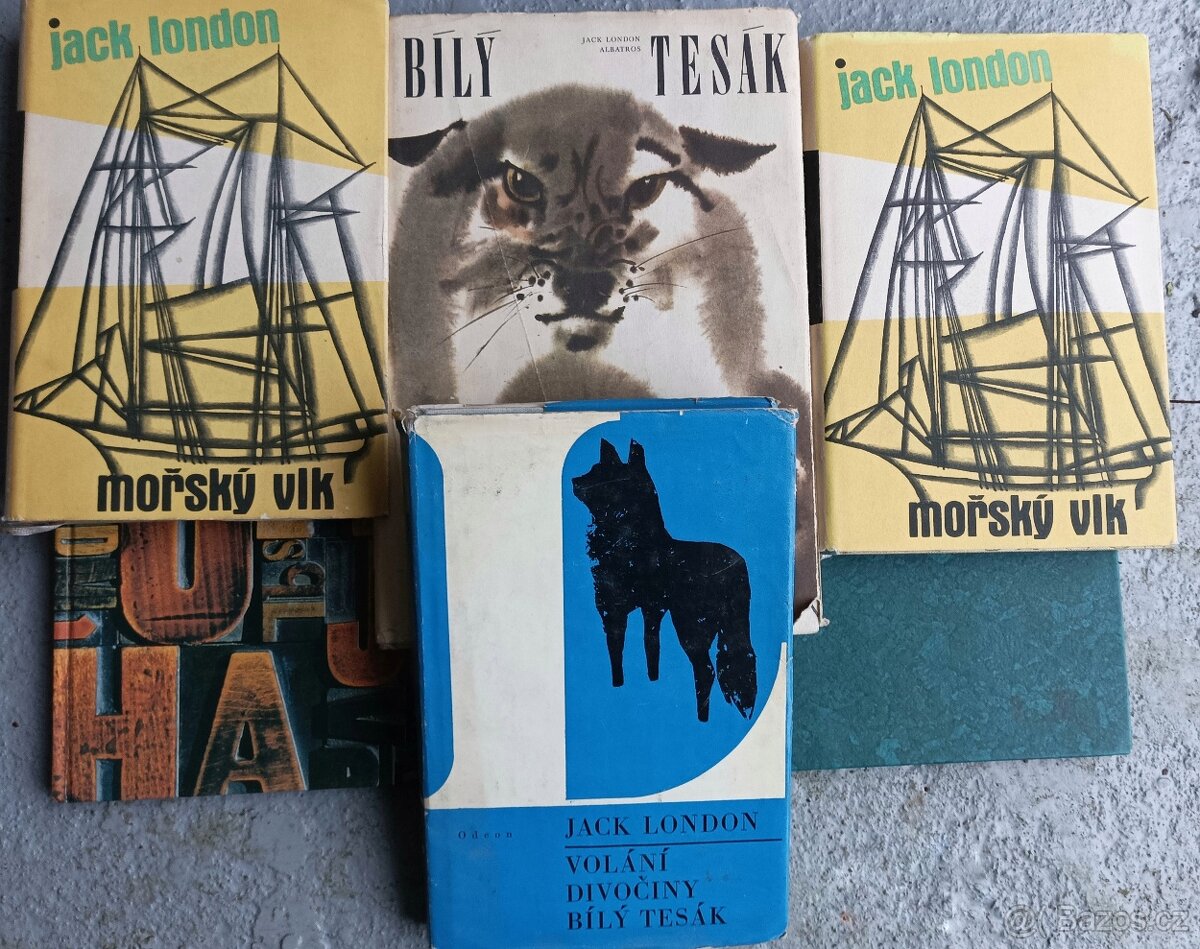 jack london
mořský vlk
BÍLÝ TESÁK
JACK LONDON
ALBATROS
jack london
mořský vlk
U
HA
Odeon
JACK LONDON
VOLÁNÍ
DIVOČINY
BÍLÝ TESÁK
Bazos.cz